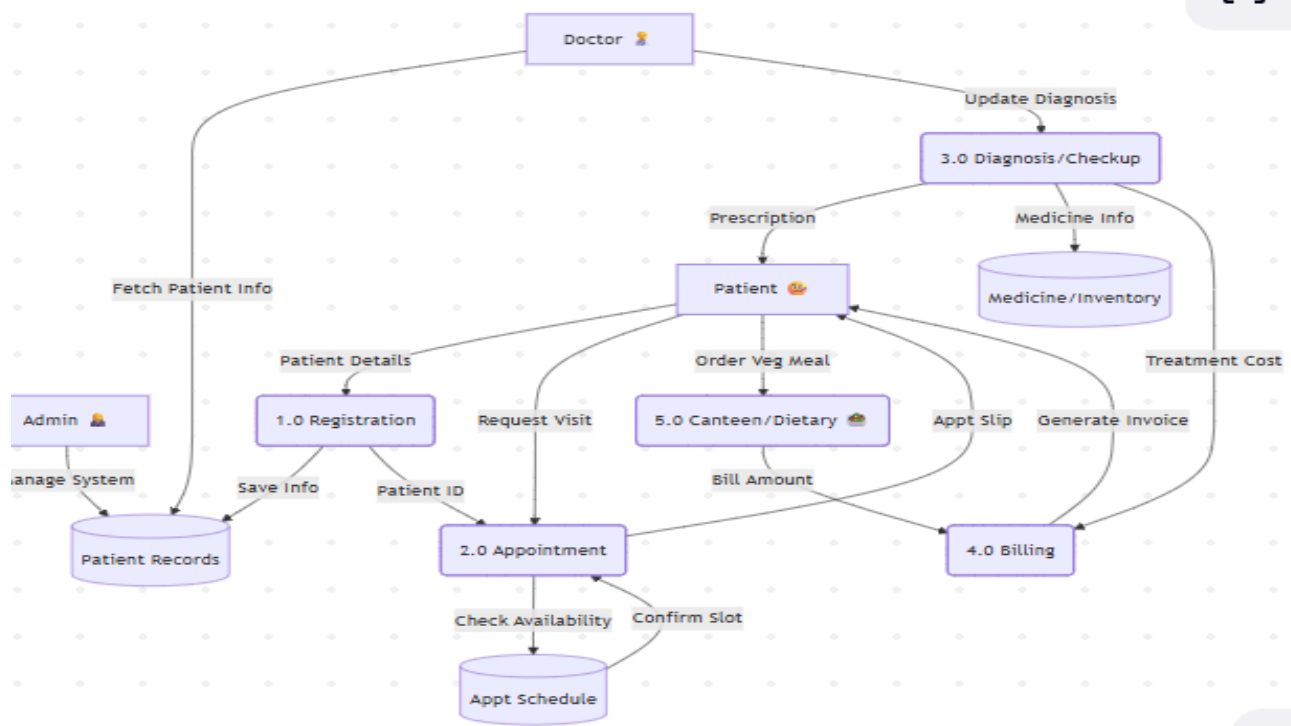 Doctor
Update Diagnosis
3.0 Diagnosis/Checkup
Prescription
Medicine Info
Fetch Patient Info
Patient
Medicine/Inventory
Patient Details
Order Veg Meal
Treatment Cost
Admin
1.0 Registration
Request Visit
5.0 Canteen/Dietary
Appt Slip
Generate Invoice
anage System
Save Info
Patient ID
Bill Amount
Patient Records
2.0 Appointment
4.0 Billing
Check Availability
Confirm Slot
Appt Schedule